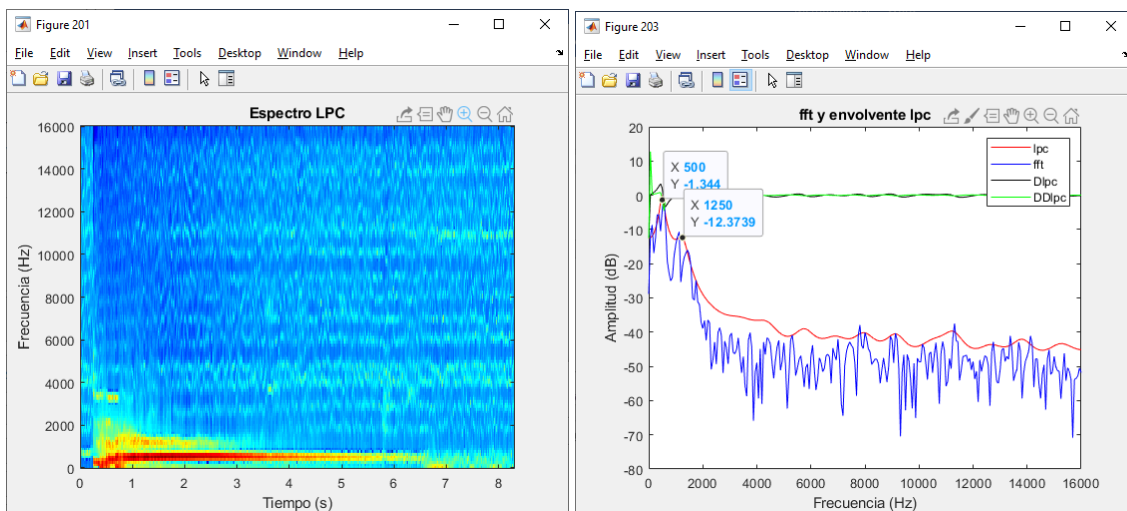 Figure 201
File Edit View Insert Tools Desktop Window Help
Espectro LPC
Frecuencia (Hz)
16000
14000
12000
10000
8000
6000
4000
2000
0
0 1 2 3 4 5 6 7 8
Tiempo (s)
Figure 203
File Edit View Insert Tools Desktop Window Help
fft y envolvente lpc
Amplitud (dB)
20
10
0
-10
-20
-30
-40
-50
-60
-70
-80
X 500
Y -1.344
X 1250
Y -12.3739
lpc
fft
Dlpc
DDlpc
0 2000 4000 6000 8000 10000 12000 14000 16000
Frecuencia (Hz)